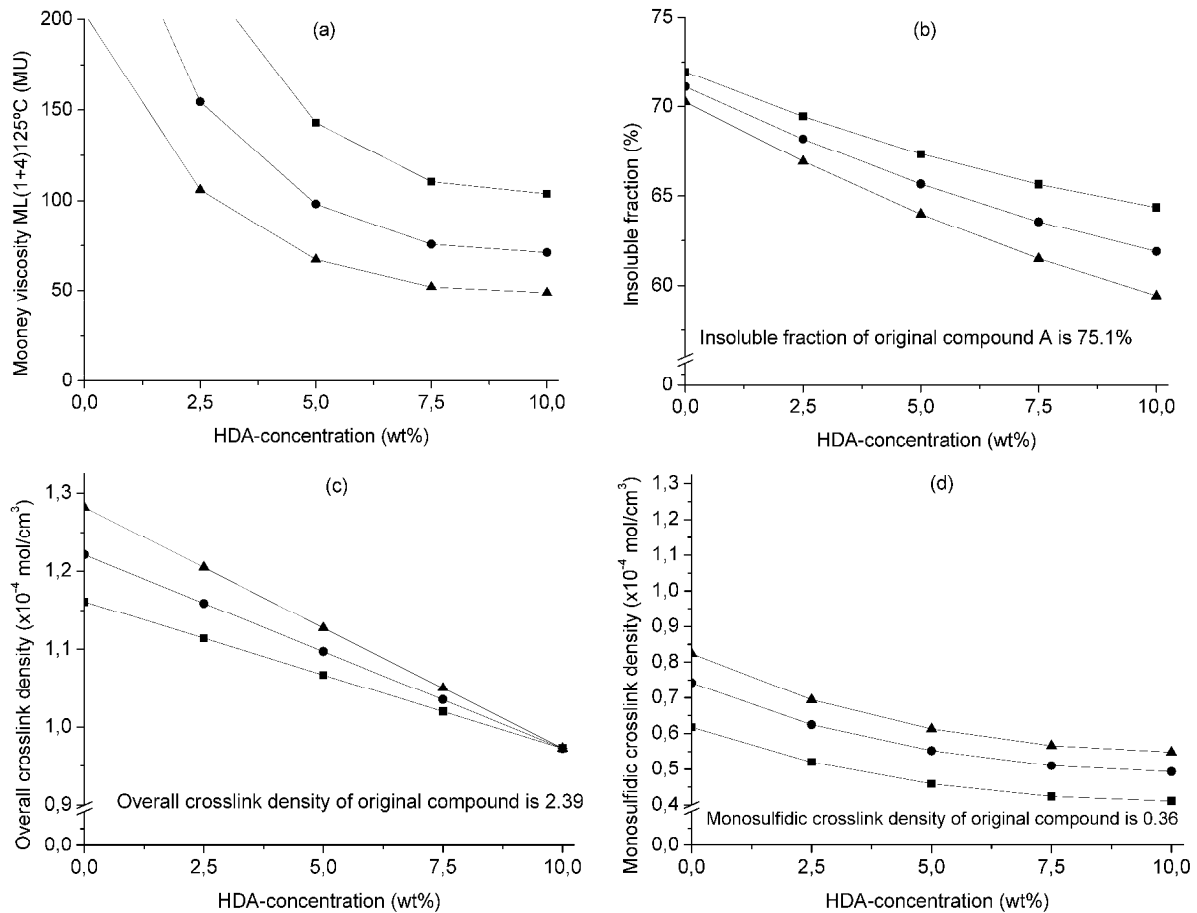 (a)
200
150
100
50
0
0,0 2,5 5,0 7,5 10,0
Mooney viscosity ML(1+4)125ºC (MU)
HDA-concentration (wt%)
(b)
75
70
65
60
0
0,0 2,5 5,0 7,5 10,0
Insoluble fraction (%)
Insoluble fraction of original compound A is 75.1%
HDA-concentration (wt%)
(c)
1,3
1,2
1,1
1,0
0,9
0,0
0,0 2,5 5,0 7,5 10,0
Overall crosslink density (x10⁻⁴ mol/cm³)
Overall crosslink density of original compound is 2.39
HDA-concentration (wt%)
(d)
1,3
1,2
1,1
1,0
0,9
0,8
0,7
0,6
0,5
0,4
0,0
0,0 2,5 5,0 7,5 10,0
Monosulfidic crosslink density (x10⁻⁴ mol/cm³)
Monosulfidic crosslink density of original compound is 0.36
HDA-concentration (wt%)